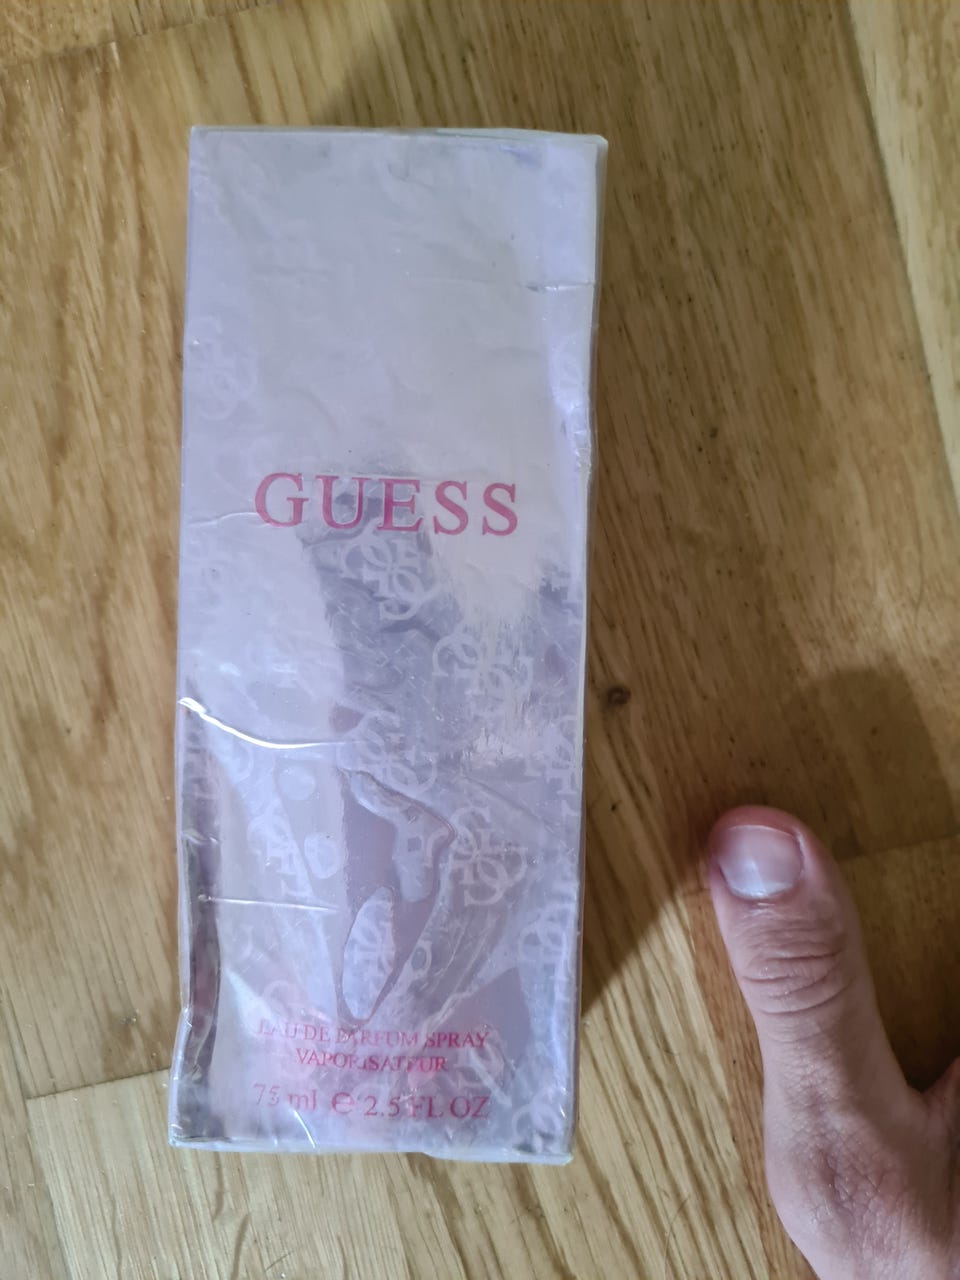 GUESS
EAU DE PARFUM SPRAY
VAPORISATEUR
75 ml e 2.5 FL OZ